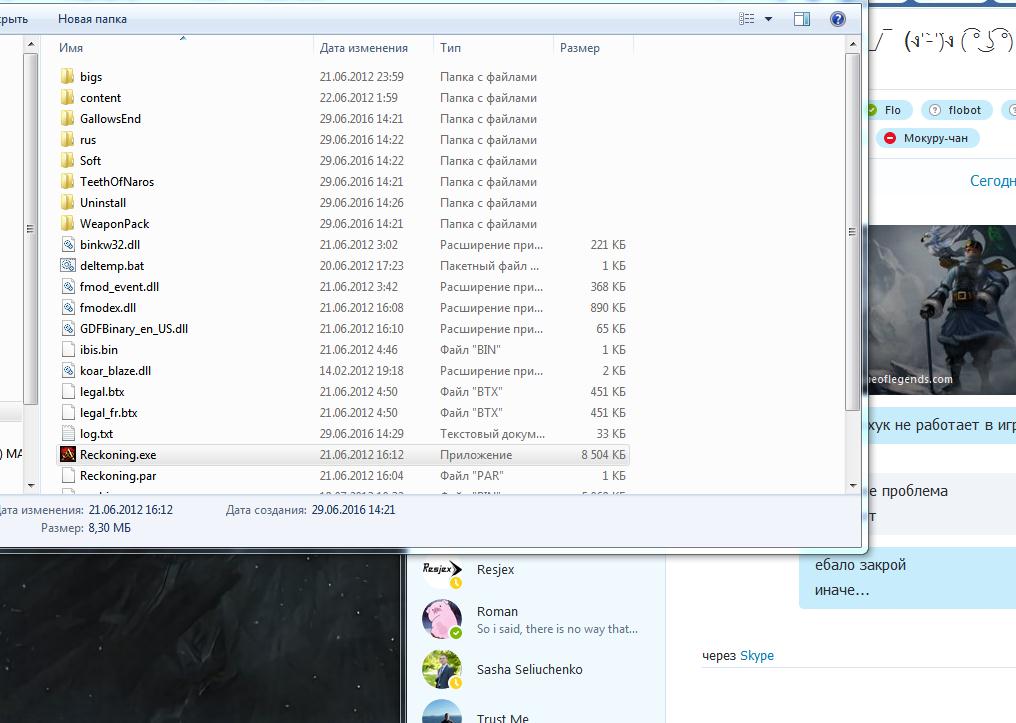 крыть Новая папка
Имя Дата изменения Тип Размер
bigs 21.06.2012 23:59 Папка с файлами
content 22.06.2012 1:59 Папка с файлами
GallowsEnd 29.06.2016 14:21 Папка с файлами
rus 29.06.2016 14:22 Папка с файлами
Soft 29.06.2016 14:22 Папка с файлами
TeethOfNaros 29.06.2016 14:21 Папка с файлами
Uninstall 29.06.2016 14:26 Папка с файлами
WeaponPack 29.06.2016 14:21 Папка с файлами
binkw32.dll 21.06.2012 3:02 Расширение при... 221 КБ
deltemp.bat 20.06.2012 17:23 Пакетный файл ... 1 КБ
fmod_event.dll 21.06.2012 3:42 Расширение при... 368 КБ
fmodex.dll 21.06.2012 16:08 Расширение при... 890 КБ
GDFBinary_en_US.dll 21.06.2012 16:10 Расширение при... 65 КБ
ibis.bin 21.06.2012 4:46 Файл "BIN" 1 КБ
koar_blaze.dll 14.02.2012 19:18 Расширение при... 2 КБ
legal.btx 21.06.2012 4:50 Файл "BTX" 451 КБ
legal_fr.btx 21.06.2012 4:50 Файл "BTX" 451 КБ
log.txt 29.06.2016 14:29 Текстовый докум... 33 КБ
Reckoning.exe 21.06.2012 16:12 Приложение 8 504 КБ
Reckoning.par 21.06.2012 16:04 Файл "PAR" 1 КБ
) МА
Дата изменения: 21.06.2012 16:12 Дата создания: 29.06.2016 14:21
Размер: 8,30 МБ
Flo flobot
Мокуру-чан
Сегодн
eoflegends.com
хук не работает в игр
е проблема
т
ебало закрой
иначе...
через Skype
Resjex Resjex
Roman
So i said, there is no way that...
Sasha Seliuchenko
Trust Me